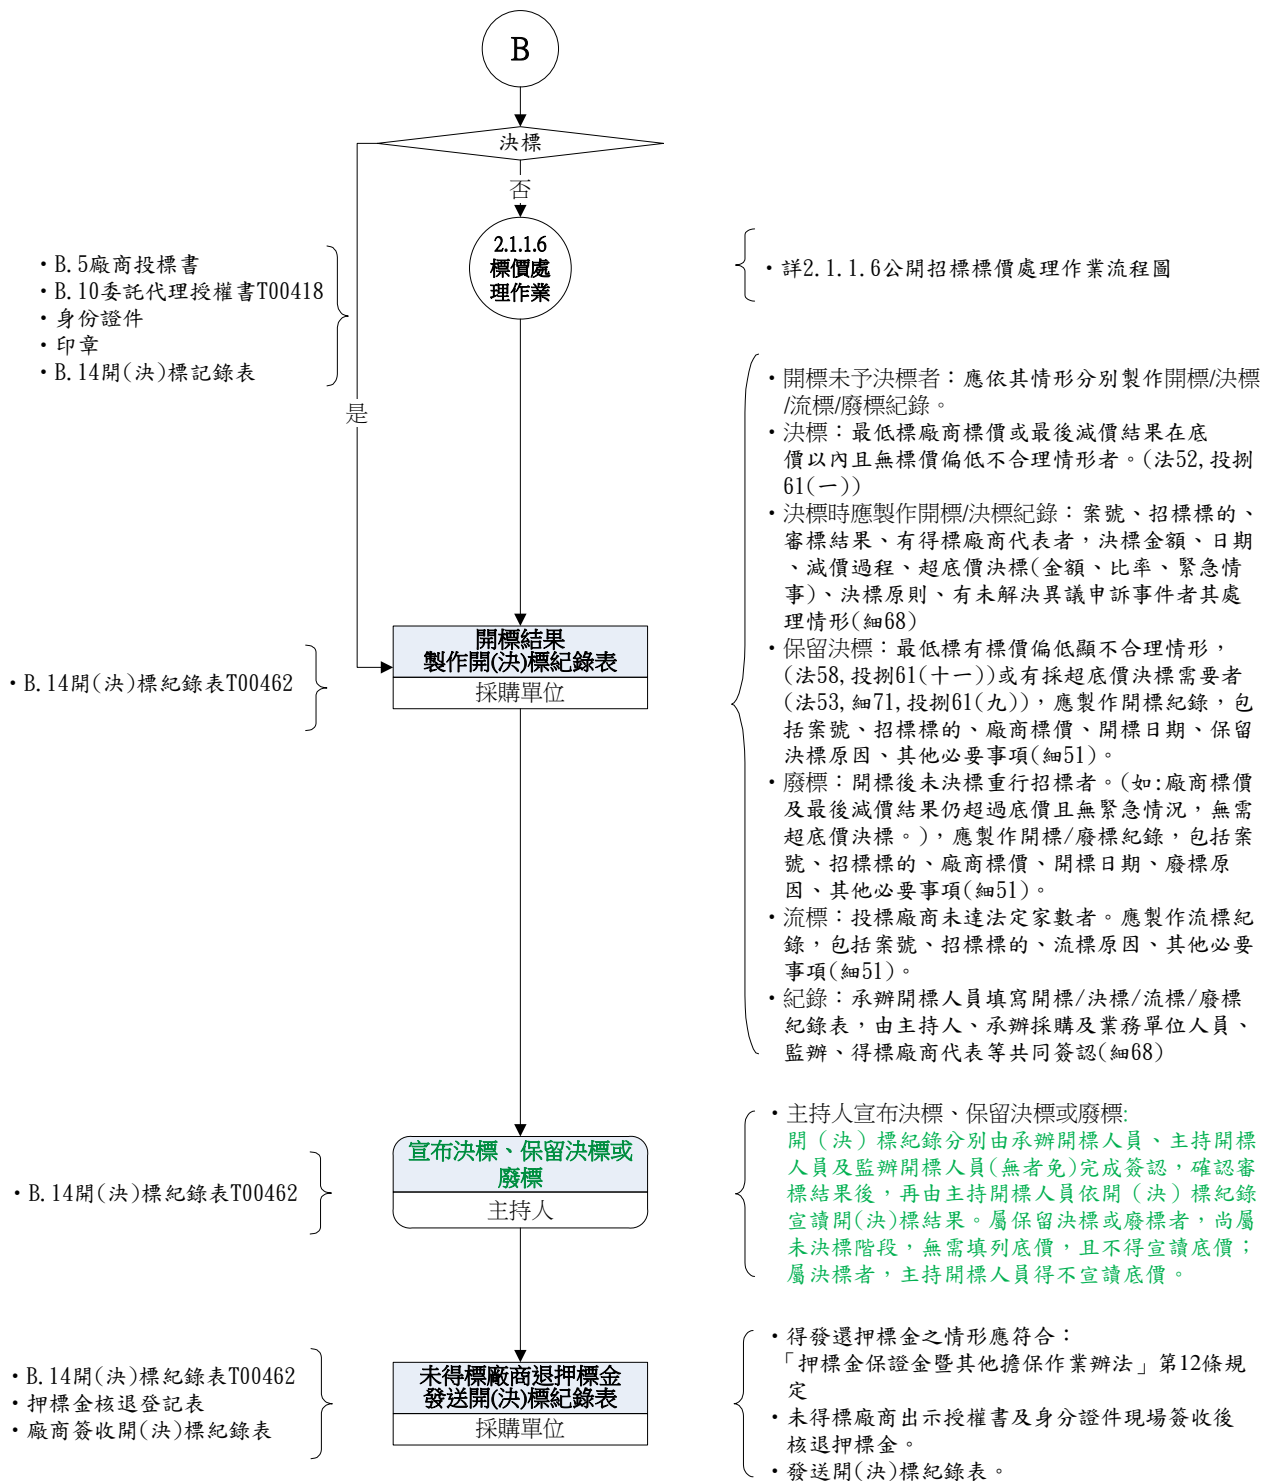 B
決標
否
2.1.1.6
標價處
理作業
・B.5廠商投標書
・B.10委託代理授權書T00418
・身份證件
・印章
・B.14開(決)標記錄表
・詳2.1.1.6公開招標標價處理作業流程圖
是
・開標未予決標者：應依其情形分別製作開標/決標
/流標/廢標紀錄。
・決標：最低標廠商標價或最後減價結果在底
價以內且無標價偏低不合理情形者。(法52,投捌
61(一))
・決標時應製作開標/決標紀錄：案號、招標標的、
審標結果、有得標廠商代表者，決標金額、日期
、減價過程、超底價決標(金額、比率、緊急情
事)、決標原則、有未解決異議申訴事件者其處
理情形(細68)
・保留決標：最低標有標價偏低顯不合理情形，
(法58,投捌61(十一))或有採超底價決標需要者
(法53,細71,投捌61(九))，應製作開標紀錄，包
括案號、招標標的、廠商標價、開標日期、保留
決標原因、其他必要事項(細51)。
・廢標：開標後未決標重行招標者。(如:廠商標價
及最後減價結果仍超過底價且無緊急情況，無需
超底價決標。)，應製作開標/廢標紀錄，包括案
號、招標標的、廠商標價、開標日期、廢標原
因、其他必要事項(細51)。
・流標：投標廠商未達法定家數者。應製作流標紀
錄，包括案號、招標標的、流標原因、其他必要
事項(細51)。
・紀錄：承辦開標人員填寫開標/決標/流標/廢標
紀錄表，由主持人、承辦採購及業務單位人員、
監辦、得標廠商代表等共同簽認(細68)
開標結果
製作開(決)標紀錄表
採購單位
・B.14開(決)標紀錄表T00462
宣布決標、保留決標或
廢標
主持人
・B.14開(決)標紀錄表T00462
・主持人宣布決標、保留決標或廢標:
開（決）標紀錄分別由承辦開標人員、主持開標
人員及監辦開標人員(無者免)完成簽認，確認審
標結果後，再由主持開標人員依開（決）標紀錄
宣讀開(決)標結果。屬保留決標或廢標者，尚屬
未決標階段，無需填列底價，且不得宣讀底價；
屬決標者，主持開標人員得不宣讀底價。
未得標廠商退押標金
發送開(決)標紀錄表
採購單位
・B.14開(決)標紀錄表T00462
・押標金核退登記表
・廠商簽收開(決)標紀錄表
・得發還押標金之情形應符合：
「押標金保證金暨其他擔保作業辦法」第12條規
定
・未得標廠商出示授權書及身分證件現場簽收後
核退押標金。
・發送開(決)標紀錄表。